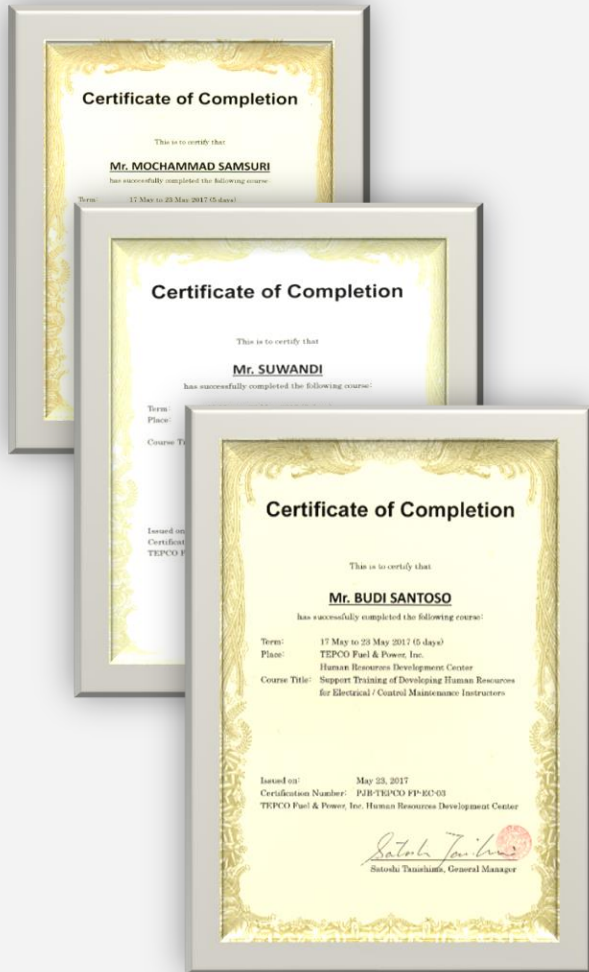 Certificate of Completion
This is to certify that
Mr. MOCHAMMAD SAMSURI
has successfully completed the following course:
Term: 17 May to 23 May 2017 (5 days)
Certificate of Completion
This is to certify that
Mr. SUWANDI
has successfully completed the following course:
Term:
Place:
Course
Issued on
TEPCO
Certificate of Completion
This is to certify that
Mr. BUDI SANTOSO
has successfully completed the following course:
Term: 17 May to 23 May 2017 (5 days)
Place: TEPCO Fuel & Power, Inc.
Human Resources Development Center
Course Title: Support Training of Developing Human Resources
for Electrical / Control Maintenance Instructors
Issued on: May 23, 2017
Certification Number: PJB-TEPCO FP-EC-03
TEPCO Fuel & Power, Inc. Human Resources Development Center
Satoshi Tanishima, General Manager